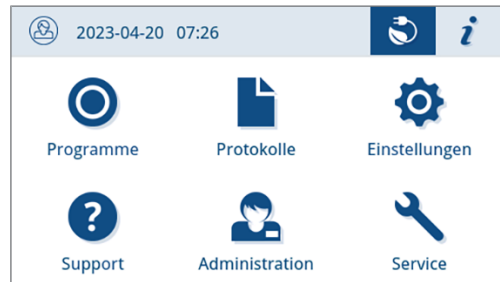 2023-04-20 07:26
i
Programme Protokolle Einstellungen
?
Support Administration Service